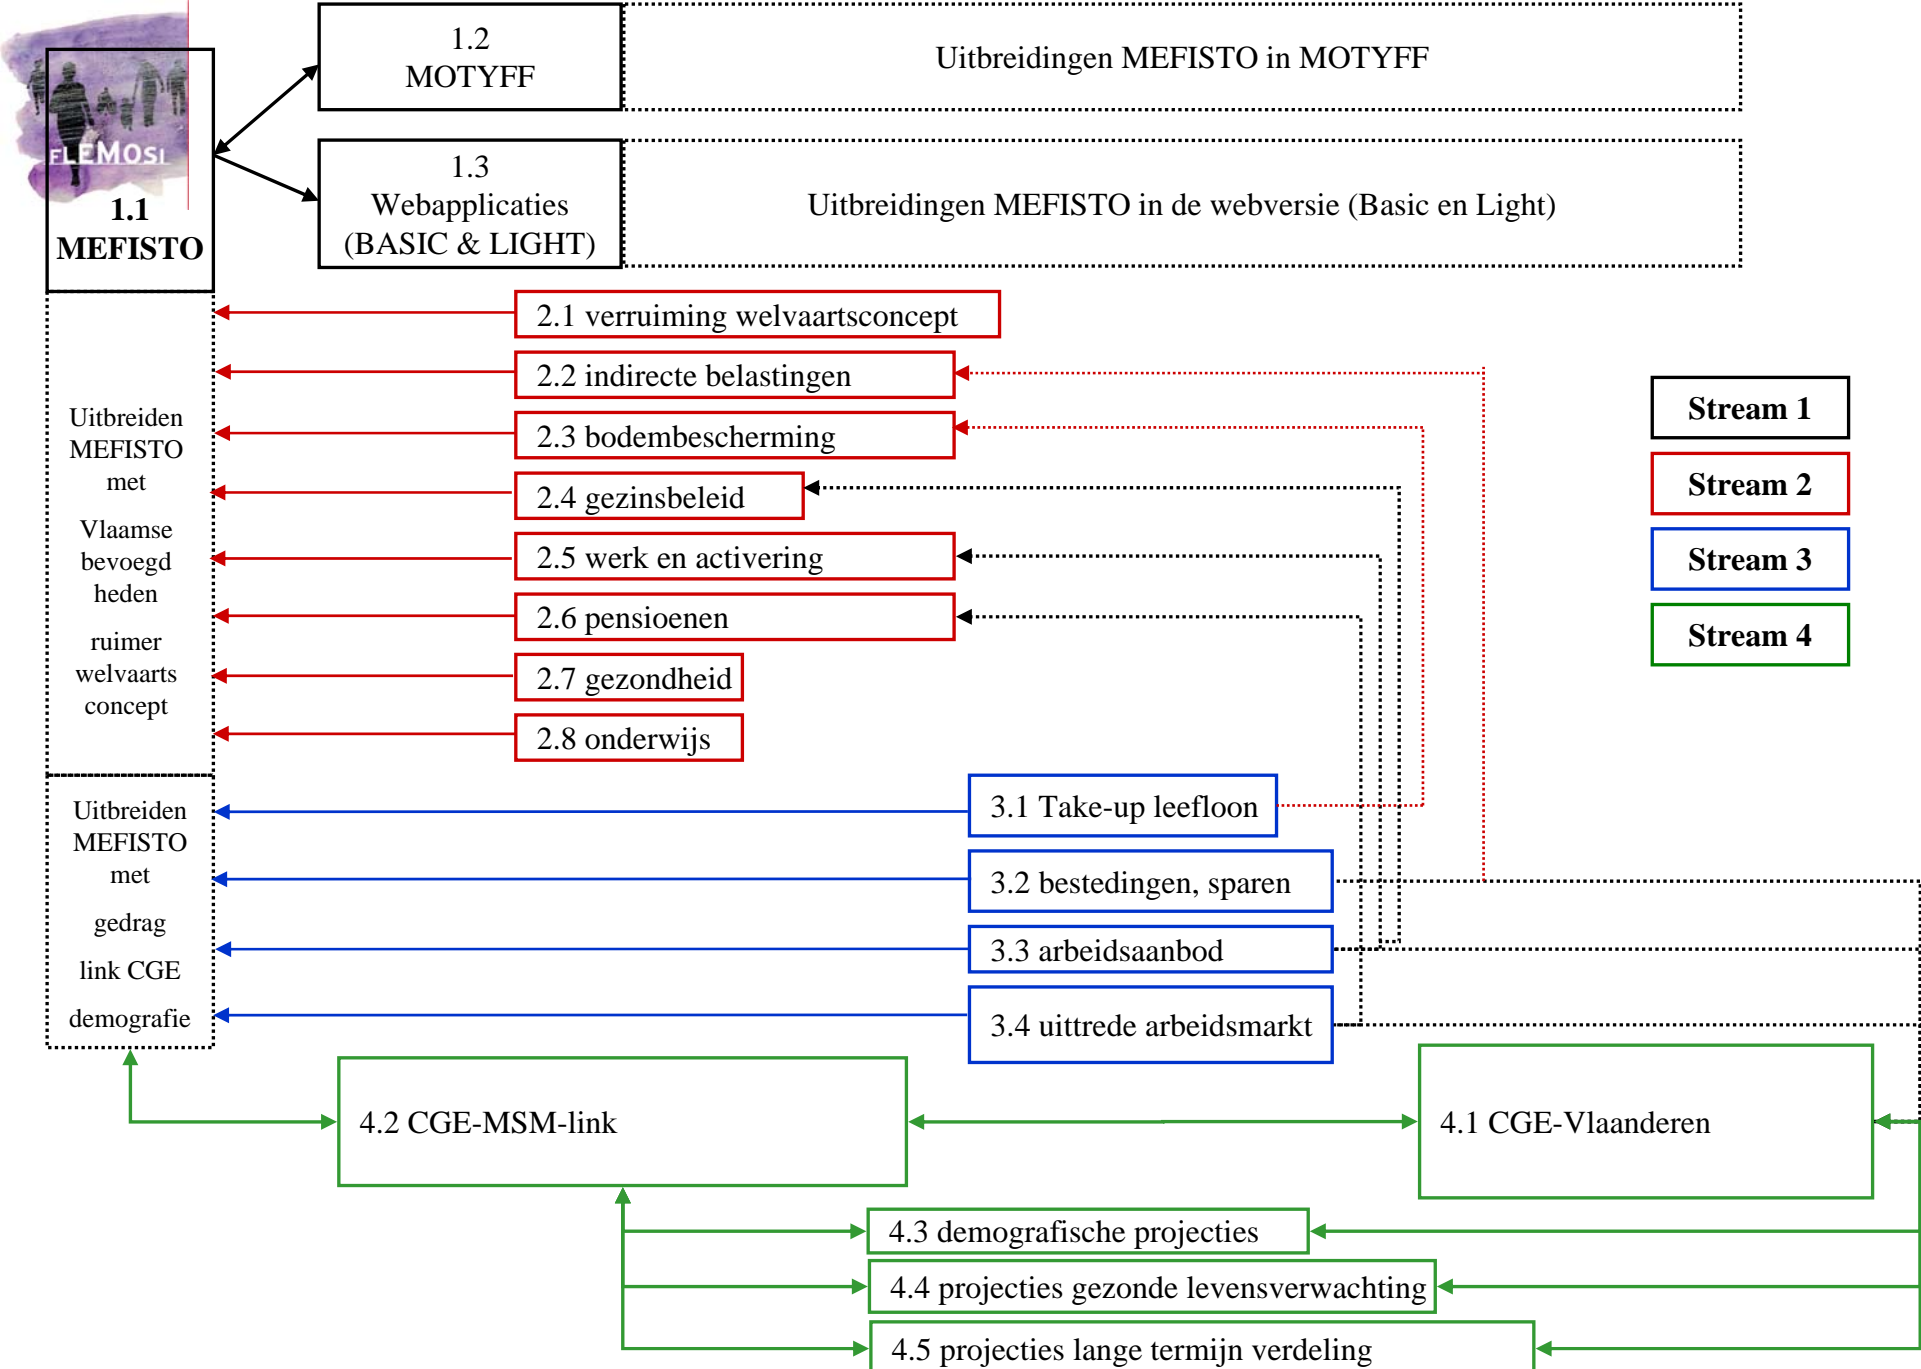 FLEMOSI
1.1
MEFISTO
1.2
MOTYFF
Uitbreidingen MEFISTO in MOTYFF
1.3
Webapplicaties
(BASIC & LIGHT)
Uitbreidingen MEFISTO in de webversie (Basic en Light)
Uitbreiden
MEFISTO
met
Vlaamse
bevoegd
heden
ruimer
welvaarts
concept
2.1 verruiming welvaartsconcept
2.2 indirecte belastingen
2.3 bodembescherming
2.4 gezinsbeleid
2.5 werk en activering
2.6 pensioenen
2.7 gezondheid
2.8 onderwijs
Stream 1
Stream 2
Stream 3
Stream 4
Uitbreiden
MEFISTO
met
gedrag
link CGE
demografie
3.1 Take-up leefloon
3.2 bestedingen, sparen
3.3 arbeidsaanbod
3.4 uittrede arbeidsmarkt
4.2 CGE-MSM-link
4.1 CGE-Vlaanderen
4.3 demografische projecties
4.4 projecties gezonde levensverwachting
4.5 projecties lange termijn verdeling